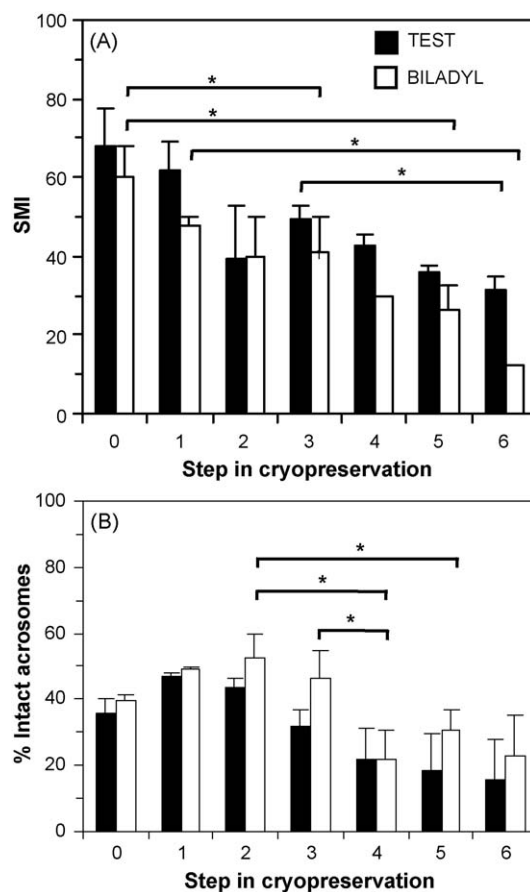 (A)
TEST
BILADYL
SMI
100
80
60
40
20
0
*
*
*
*
0 1 2 3 4 5 6
Step in cryopreservation
(B)
% Intact acrosomes
100
80
60
40
20
0
*
*
*
0 1 2 3 4 5 6
Step in cryopreservation